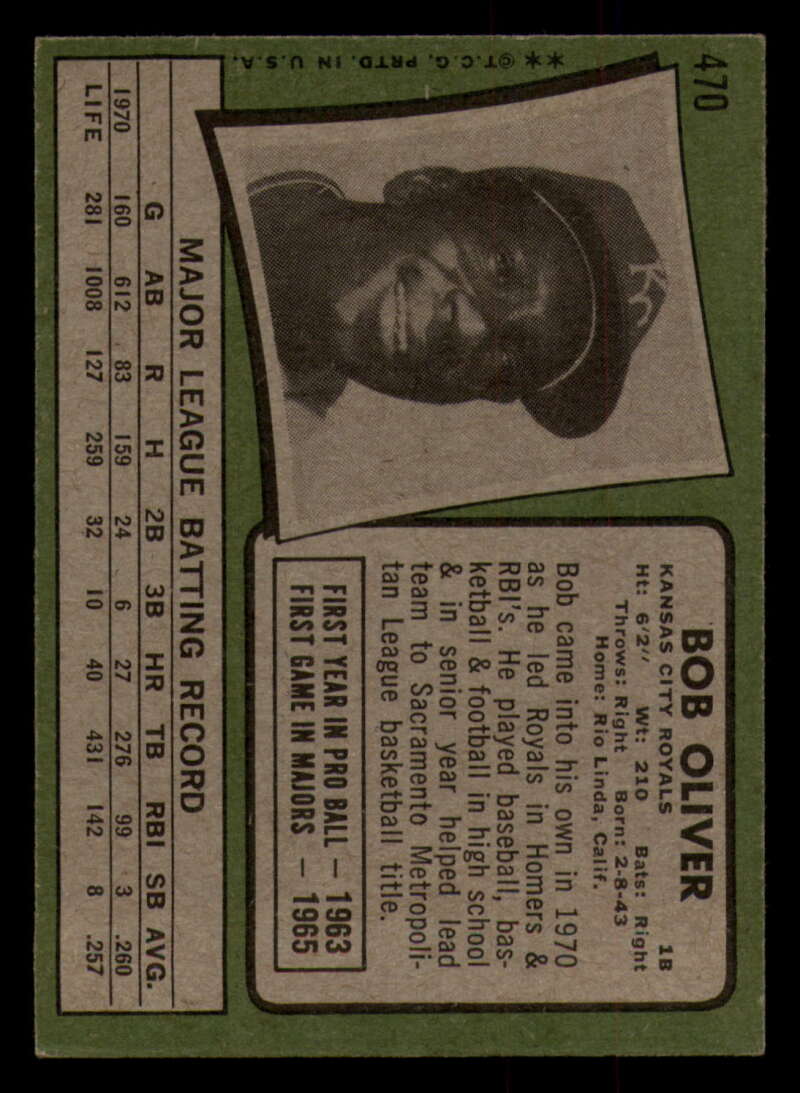 470
**©T.C.G. PRTD. IN U.S.A.
KC
BOB OLIVER
KANSAS CITY ROYALS 1B
Ht: 6'2" Wt: 210 Bats: Right
Throws: Right Born: 2-8-43
Home: Rio Linda, Calif.
Bob came into his own in 1970
as he led Royals in Homers &
RBI's. He played baseball, bas-
ketball & football in high school
& in senior year helped lead
team to Sacramento Metropoli-
tan League basketball title.
FIRST YEAR IN PRO BALL — 1963
FIRST GAME IN MAJORS — 1965
MAJOR LEAGUE BATTING RECORD
G AB R H 2B 3B HR TB RBI SB AVG.
1970 160 612 83 159 24 6 27 276 99 3 .260
LIFE 281 1008 127 259 32 10 40 431 142 8 .257